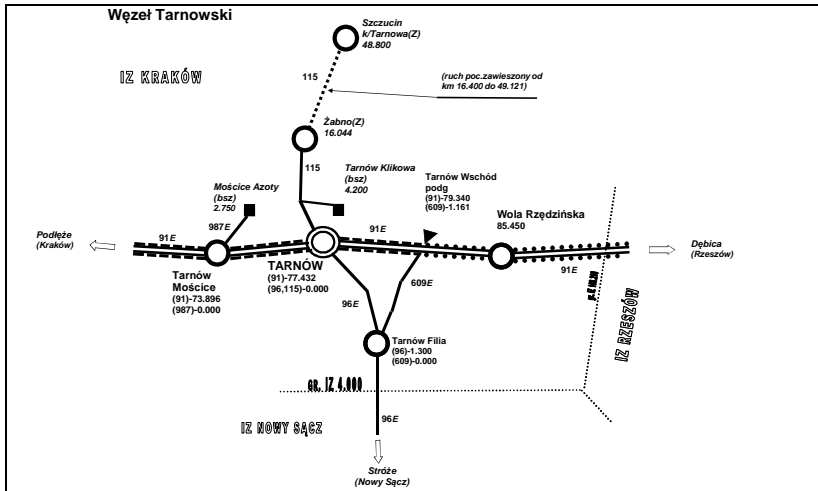 Węzeł Tarnowski
Szczucin
k/Tarnowa(Z)
48.800
IZ KRAKÓW
115
(ruch poc.zawieszony od
km 16.400 do 49.121)
Żabno(Z)
16.044
115
Tarnów Klikowa
(bsz)
4.200
Mościce Azoty
(bsz)
2.750
Tarnów Wschód
podg
(91)-79.340
(609)-1.161
Wola Rzędzińska
85.450
987E
Podłęże
(Kraków)
91E
91E
Dębica
(Rzeszów)
91E
Tarnów
Mościce
(91)-73.896
(987)-0.000
TARNÓW
(91)-77.432
(96,115)-0.000
96E
609E
IZ RZESZÓW
Tarnów Filia
(96)-1.300
(609)-0.000
GR. IZ 4.000
96E
IZ NOWY SĄCZ
Stróże
(Nowy Sącz)